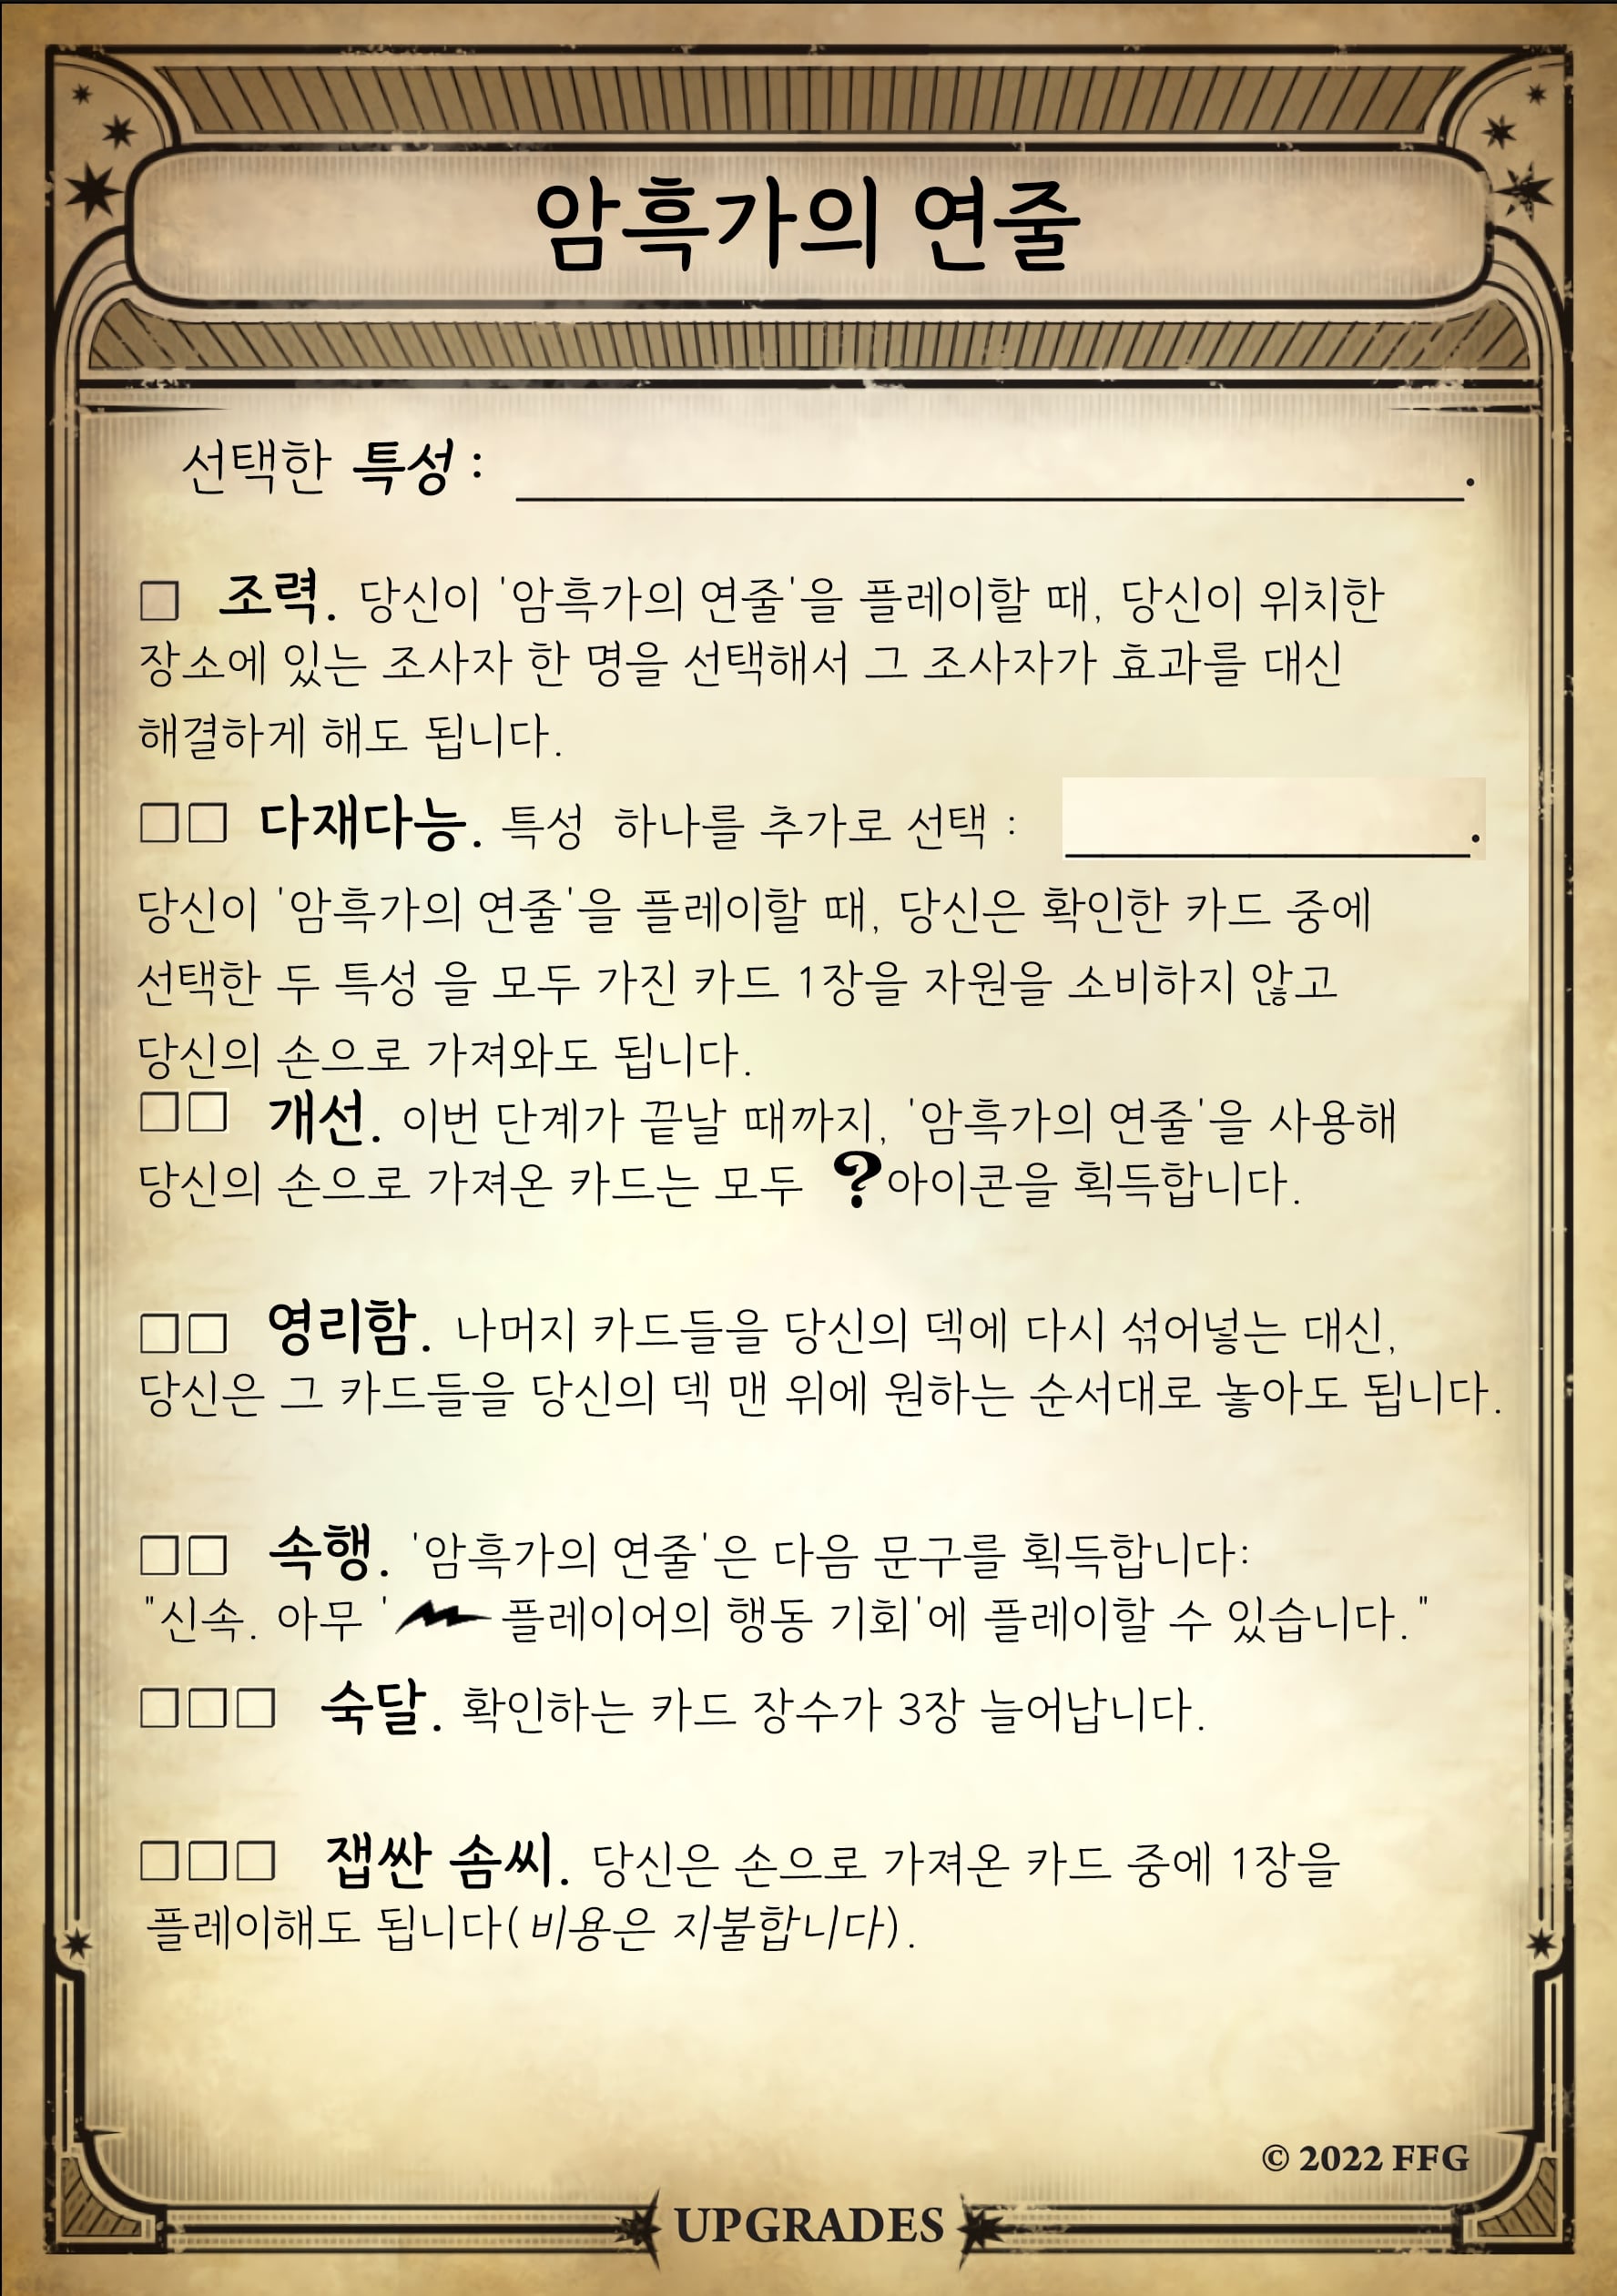 암흑가의 연줄
선택한 특성 : ______________________.
□ 조력. 당신이 '암흑가의 연줄'을 플레이할 때, 당신이 위치한
장소에 있는 조사자 한 명을 선택해서 그 조사자가 효과를 대신
해결하게 해도 됩니다.
□□ 다재다능. 특성 하나를 추가로 선택 : __________.
당신이 '암흑가의 연줄'을 플레이할 때, 당신은 확인한 카드 중에
선택한 두 특성 을 모두 가진 카드 1장을 자원을 소비하지 않고
당신의 손으로 가져와도 됩니다.
□□ 개선. 이번 단계가 끝날 때까지, '암흑가의 연줄'을 사용해
당신의 손으로 가져온 카드는 모두 ?아이콘을 획득합니다.
□□ 영리함. 나머지 카드들을 당신의 덱에 다시 섞어넣는 대신,
당신은 그 카드들을 당신의 덱 맨 위에 원하는 순서대로 놓아도 됩니다.
□□ 속행. '암흑가의 연줄'은 다음 문구를 획득합니다:
"신속. 아무 ' 플레이어의 행동 기회'에 플레이할 수 있습니다."
□□□ 숙달. 확인하는 카드 장수가 3장 늘어납니다.
□□□ 잽싼 솜씨. 당신은 손으로 가져온 카드 중에 1장을
플레이해도 됩니다(비용은 지불합니다).
© 2022 FFG
UPGRADES